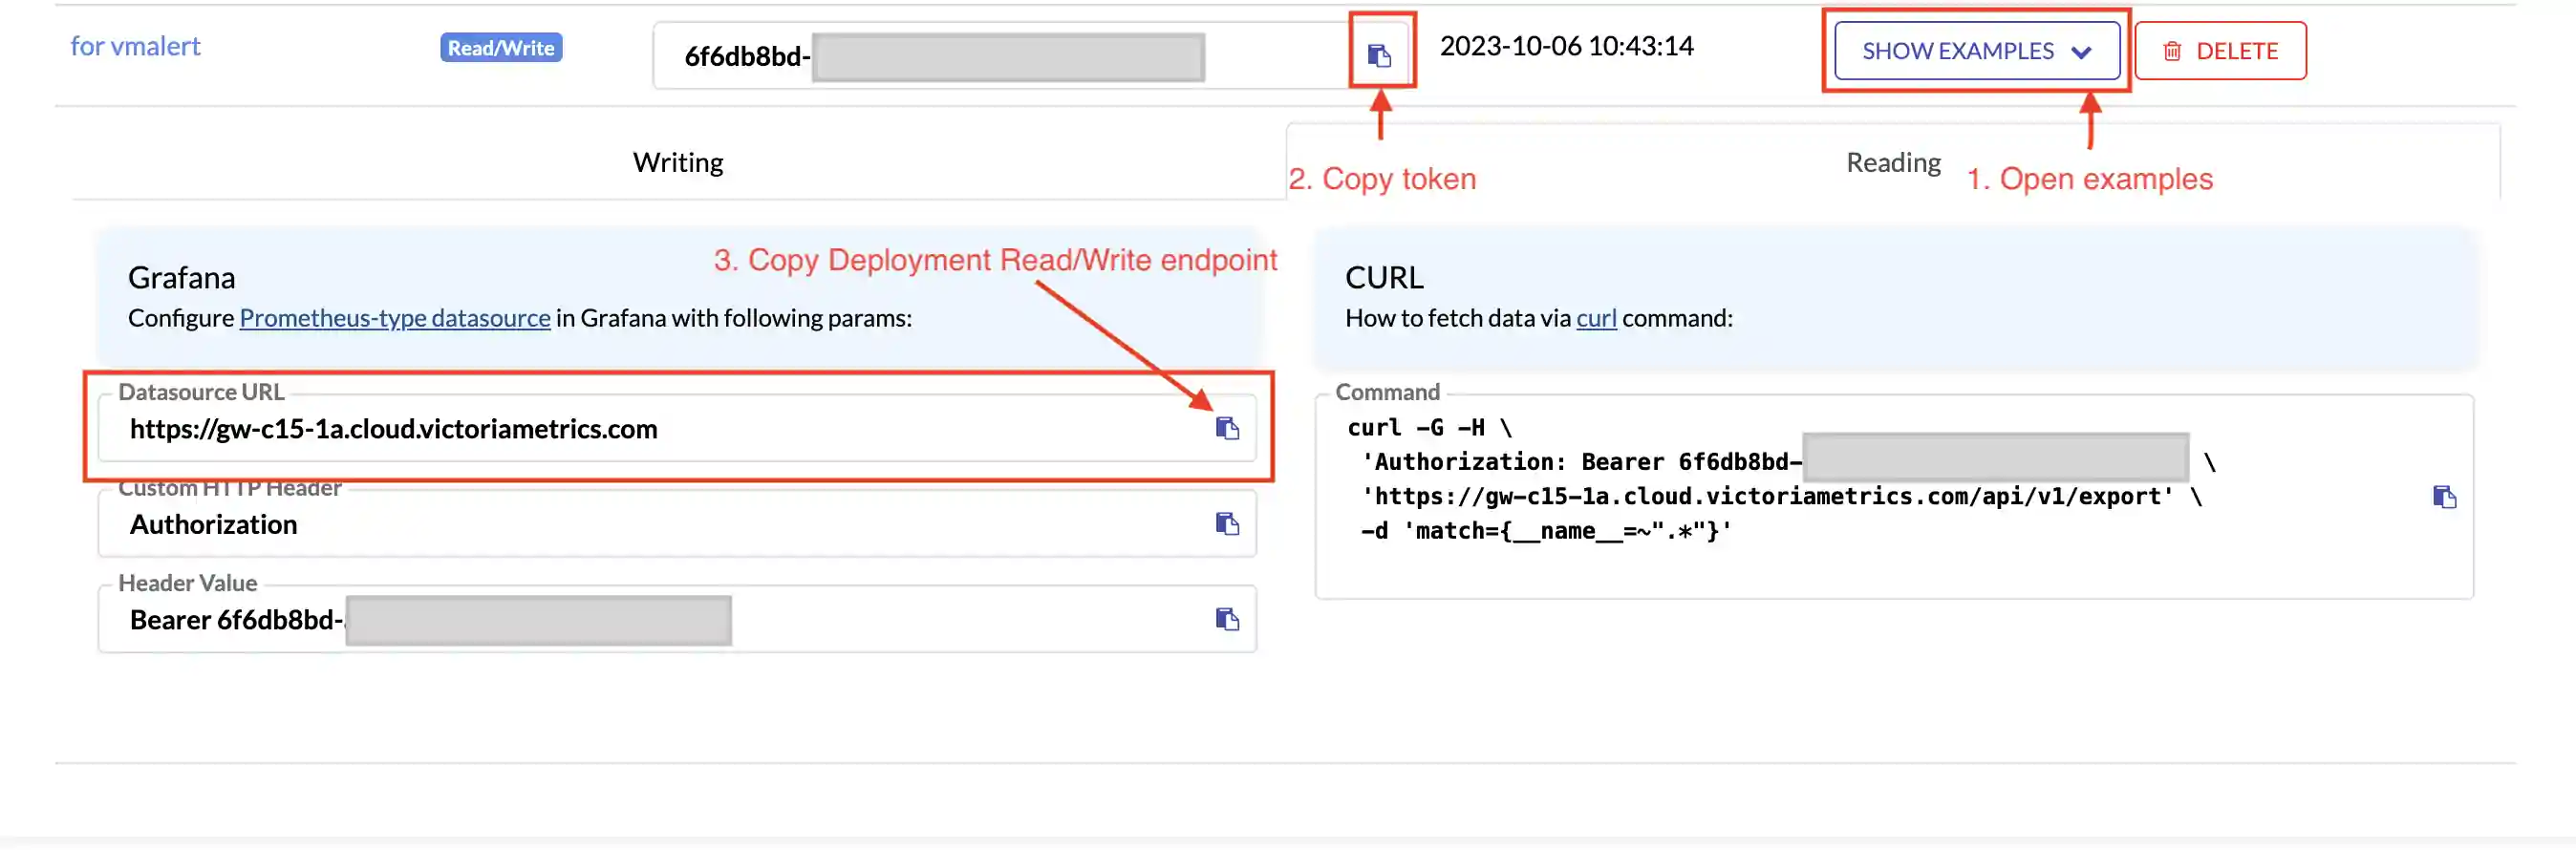 for vmalert
Read/Write
6f6db8bd-
2023-10-06 10:43:14
SHOW EXAMPLES
DELETE
Writing
Reading
2. Copy token
1. Open examples
3. Copy Deployment Read/Write endpoint
Grafana
Configure Prometheus-type datasource in Grafana with following params:
Datasource URL
https://gw-c15-1a.cloud.victoriametrics.com
Custom HTTP Header
Authorization
Header Value
Bearer 6f6db8bd-
CURL
How to fetch data via curl command:
Command
curl -G -H \
'Authorization: Bearer 6f6db8bd- \
'https://gw-c15-1a.cloud.victoriametrics.com/api/v1/export' \
-d 'match={__name__=~".*"}'